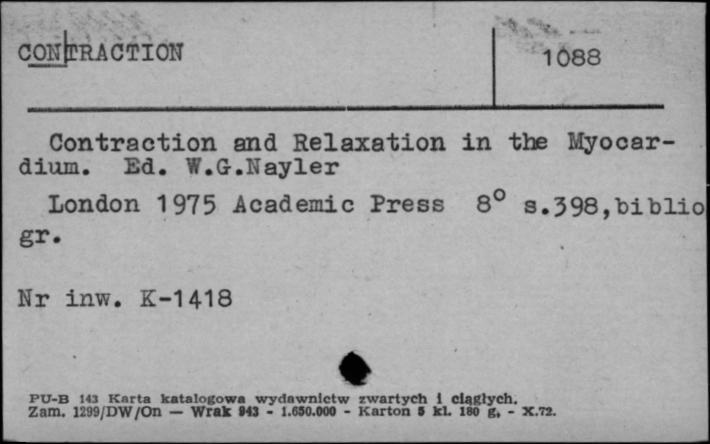 CONTRACTION
1088
Contraction and Relaxation in the Myocar-
dium. Ed. W.G.Nayler
London 1975 Academic Press 8° s.398,biblio
gr.
Nr inw. K-1418
PU-B 143 Karta katalogowa wydawnictw zwartych i ciągłych.
Zam. 1299/DW/On — Wrak 943 - 1.650.000 - Karton 5 kl. 180 g, - X.72.